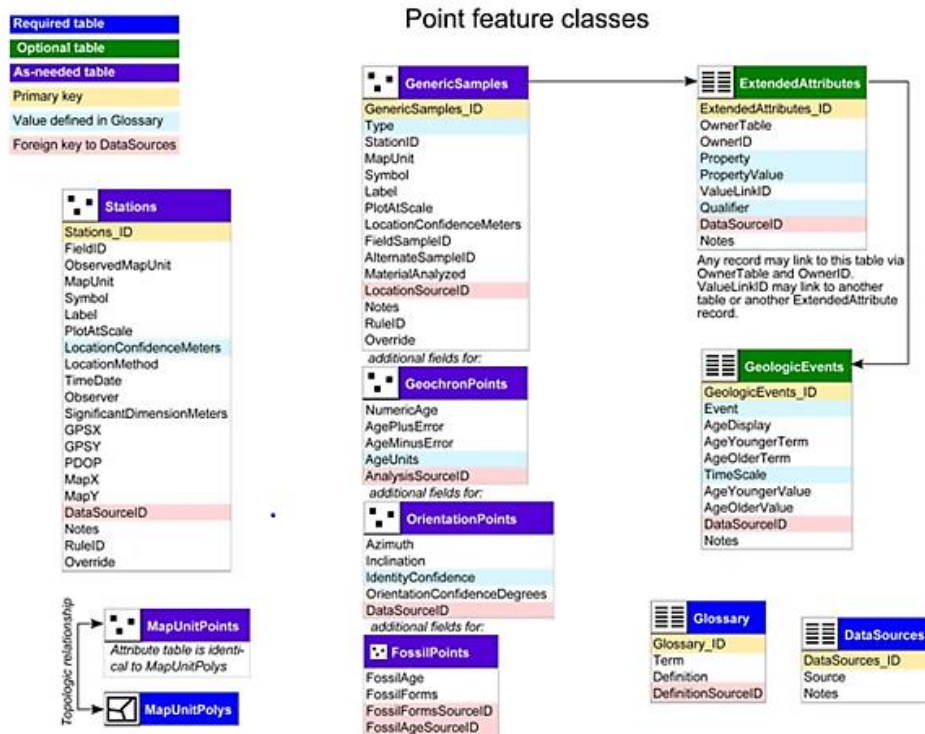 Point feature classes
Required table
Optional table
As-needed table
Primary key
Value defined in Glossary
Foreign key to DataSources
Stations
Stations_ID
FieldID
ObservedMapUnit
MapUnit
Symbol
Label
PlotAtScale
LocationConfidenceMeters
LocationMethod
TimeDate
Observer
SignificantDimensionMeters
GPSX
GPSY
PDOP
MapX
MapY
DataSourceID
Notes
RuleID
Override
Topologic relationship
MapUnitPoints
Attribute table is identi-
cal to MapUnitPolys
MapUnitPolys
GenericSamples
GenericSamples_ID
Type
StationID
MapUnit
Symbol
Label
PlotAtScale
LocationConfidenceMeters
FieldSampleID
AlternateSampleID
MaterialAnalyzed
LocationSourceID
Notes
RuleID
Override
additional fields for:
GeochronPoints
NumericAge
AgePlusError
AgeMinusError
AgeUnits
AnalysisSourceID
additional fields for:
OrientationPoints
Azimuth
Inclination
IdentityConfidence
OrientationConfidenceDegrees
DataSourceID
additional fields for:
FossilPoints
FossilAge
FossilForms
FossilFormsSourceID
FossilAgeSourceID
ExtendedAttributes
ExtendedAttributes_ID
OwnerTable
OwnerID
Property
PropertyValue
ValueLinkID
Qualifier
DataSourceID
Notes
Any record may link to this table via
OwnerTable and OwnerID.
ValueLinkID may link to another
table or another ExtendedAttribute
record.
GeologicEvents
GeologicEvents_ID
Event
AgeDisplay
AgeYoungerTerm
AgeOlderTerm
TimeScale
AgeYoungerValue
AgeOlderValue
DataSourceID
Notes
Glossary
Glossary_ID
Term
Definition
DefinitionSourceID
DataSources
DataSources_ID
Source
Notes